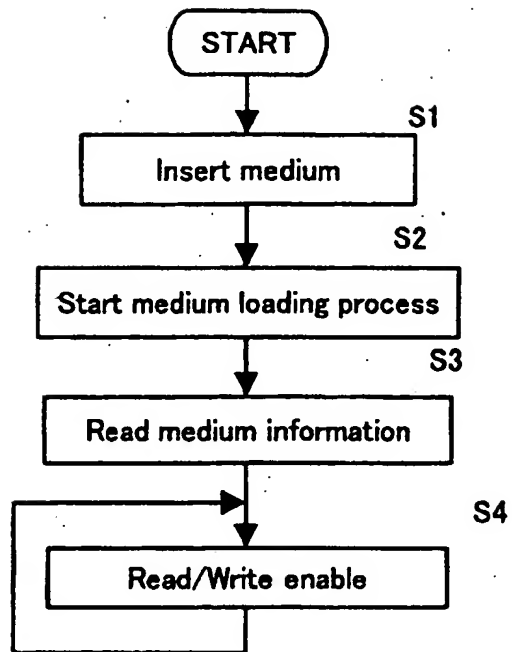 START
S1
Insert medium
S2
Start medium loading process
S3
Read medium information
S4
Read/Write enable